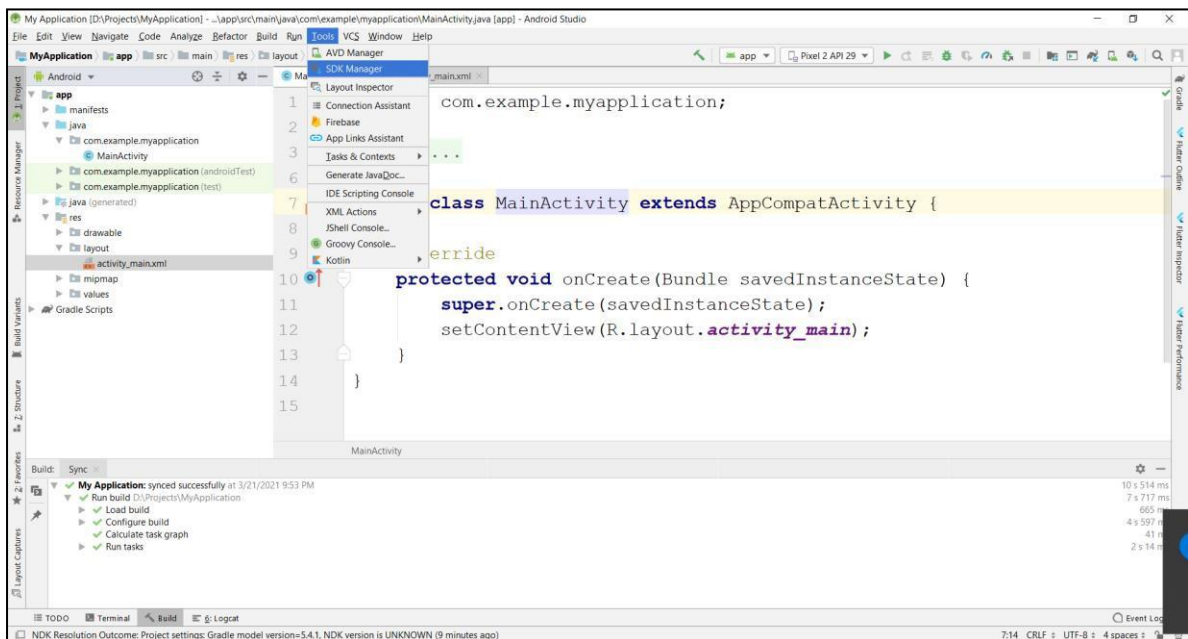 My Application [D:\Projects\MyApplication] - ...\app\src\main\java\com\example\myapplication\MainActivity.java [app] - Android Studio
File Edit View Navigate Code Analyze Refactor Build Run Tools VCS Window Help
MyApplication app src main res layout
app Pixel 2 API 29
Android
Ma
_main.xml
AVD Manager
SDK Manager
Layout Inspector
Connection Assistant
Firebase
App Links Assistant
Tasks & Contexts
Generate JavaDoc...
IDE Scripting Console
XML Actions
JShell Console...
Groovy Console...
Kotlin
1: Project
Resource Manager
Build Variants
Z: Structure
2: Favorites
Layout Captures
app
manifests
java
com.example.myapplication
MainActivity
com.example.myapplication (androidTest)
com.example.myapplication (test)
java (generated)
res
drawable
layout
activity_main.xml
mipmap
values
Gradle Scripts
1 com.example.myapplication;
2
3 ...
6
7 class MainActivity extends AppCompatActivity {
8
9 erride
10 protected void onCreate(Bundle savedInstanceState) {
11 super.onCreate(savedInstanceState);
12 setContentView(R.layout.activity_main);
13 }
14 }
15
MainActivity
Gradle
Flutter Outline
Flutter Inspector
Flutter Performance
Build: Sync
My Application: synced successfully at 3/21/2021 9:53 PM 10 s 514 ms
Run build D:\Projects\MyApplication 7 s 717 ms
Load build 665 m
Configure build 4 s 597 m
Calculate task graph 41 m
Run tasks 2 s 14 m
TODO Terminal Build 6: Logcat Event Log
NDK Resolution Outcome: Project settings: Gradle model version=5.4.1, NDK version is UNKNOWN (9 minutes ago) 7:14 CRLF UTF-8 4 spaces